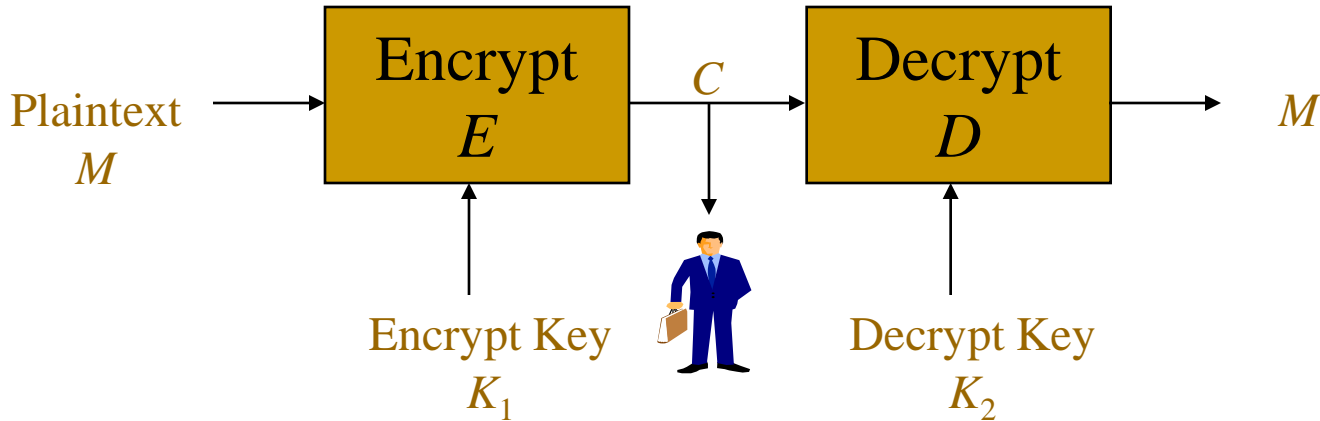 Plaintext
M
Encrypt
E
C
Decrypt
D
M
Encrypt Key
K₁
Decrypt Key
K₂